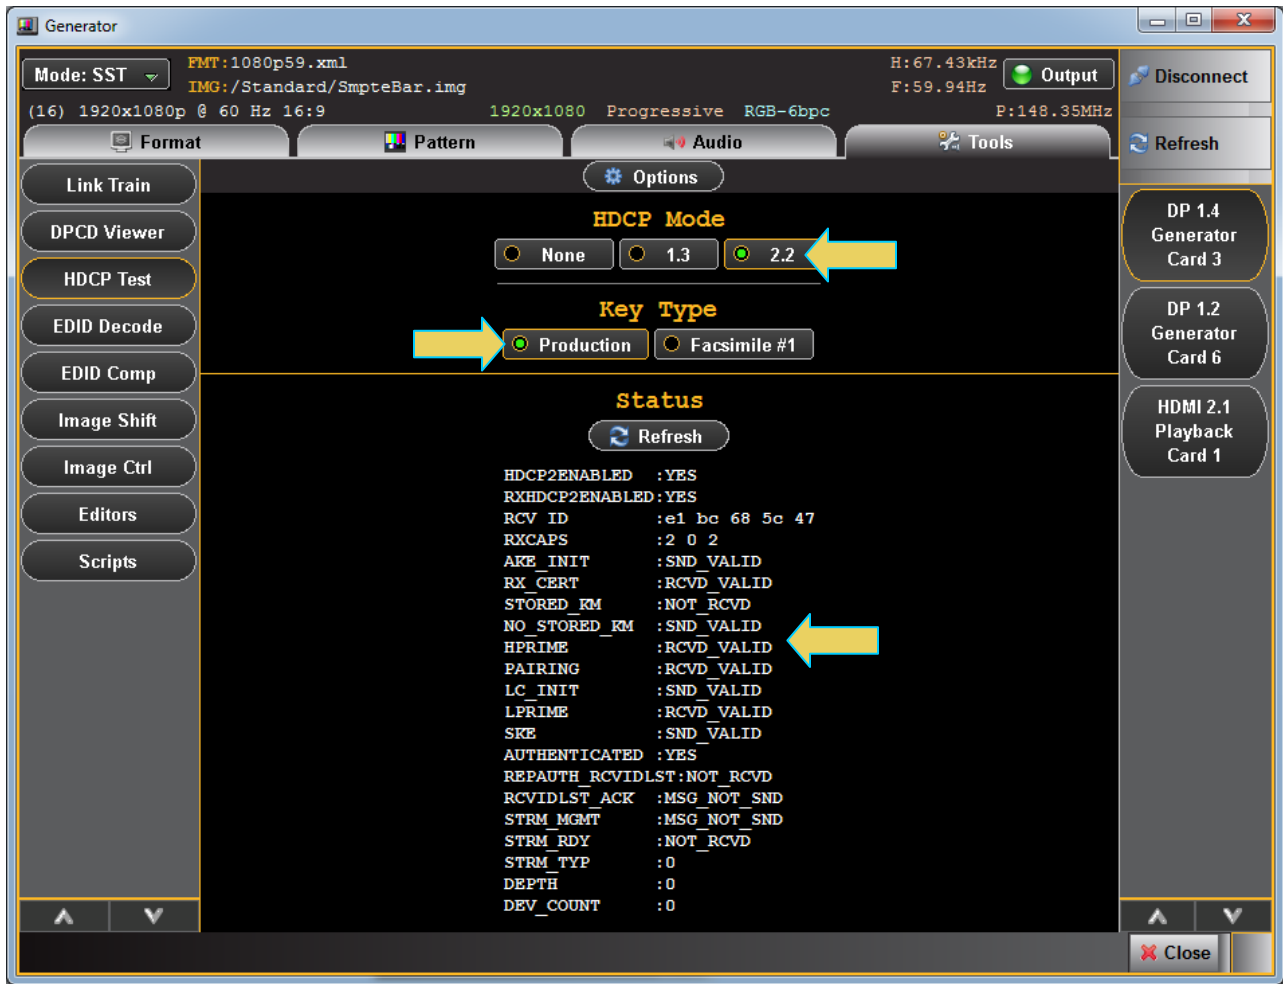 Generator
Mode: SST
FMT:1080p59.xml
IMG:/Standard/SmpteBar.img
H:67.43kHz
F:59.94Hz
Output
(16) 1920x1080p @ 60 Hz 16:9
1920x1080 Progressive RGB-6bpc
P:148.35MHz
Disconnect
Refresh
Format
Pattern
Audio
Tools
Link Train
DPCD Viewer
HDCP Test
EDID Decode
EDID Comp
Image Shift
Image Ctrl
Editors
Scripts
Options
HDCP Mode
None
1.3
2.2
Key Type
Production
Facsimile #1
Status
Refresh
HDCP2ENABLED :YES
RXHDCP2ENABLED:YES
RCV ID :e1 bc 68 5c 47
RXCAPS :2 0 2
AKE_INIT :SND_VALID
RX_CERT :RCVD_VALID
STORED_KM :NOT_RCVD
NO_STORED_KM :SND_VALID
HPRIME :RCVD_VALID
PAIRING :RCVD_VALID
LC_INIT :SND_VALID
LPRIME :RCVD_VALID
SKE :SND_VALID
AUTHENTICATED :YES
REPAUTH_RCVIDLST:NOT_RCVD
RCVIDLST_ACK :MSG_NOT_SND
STRM_MGMT :MSG_NOT_SND
STRM_RDY :NOT_RCVD
STRM_TYP :0
DEPTH :0
DEV_COUNT :0
DP 1.4
Generator
Card 3
DP 1.2
Generator
Card 6
HDMI 2.1
Playback
Card 1
Close